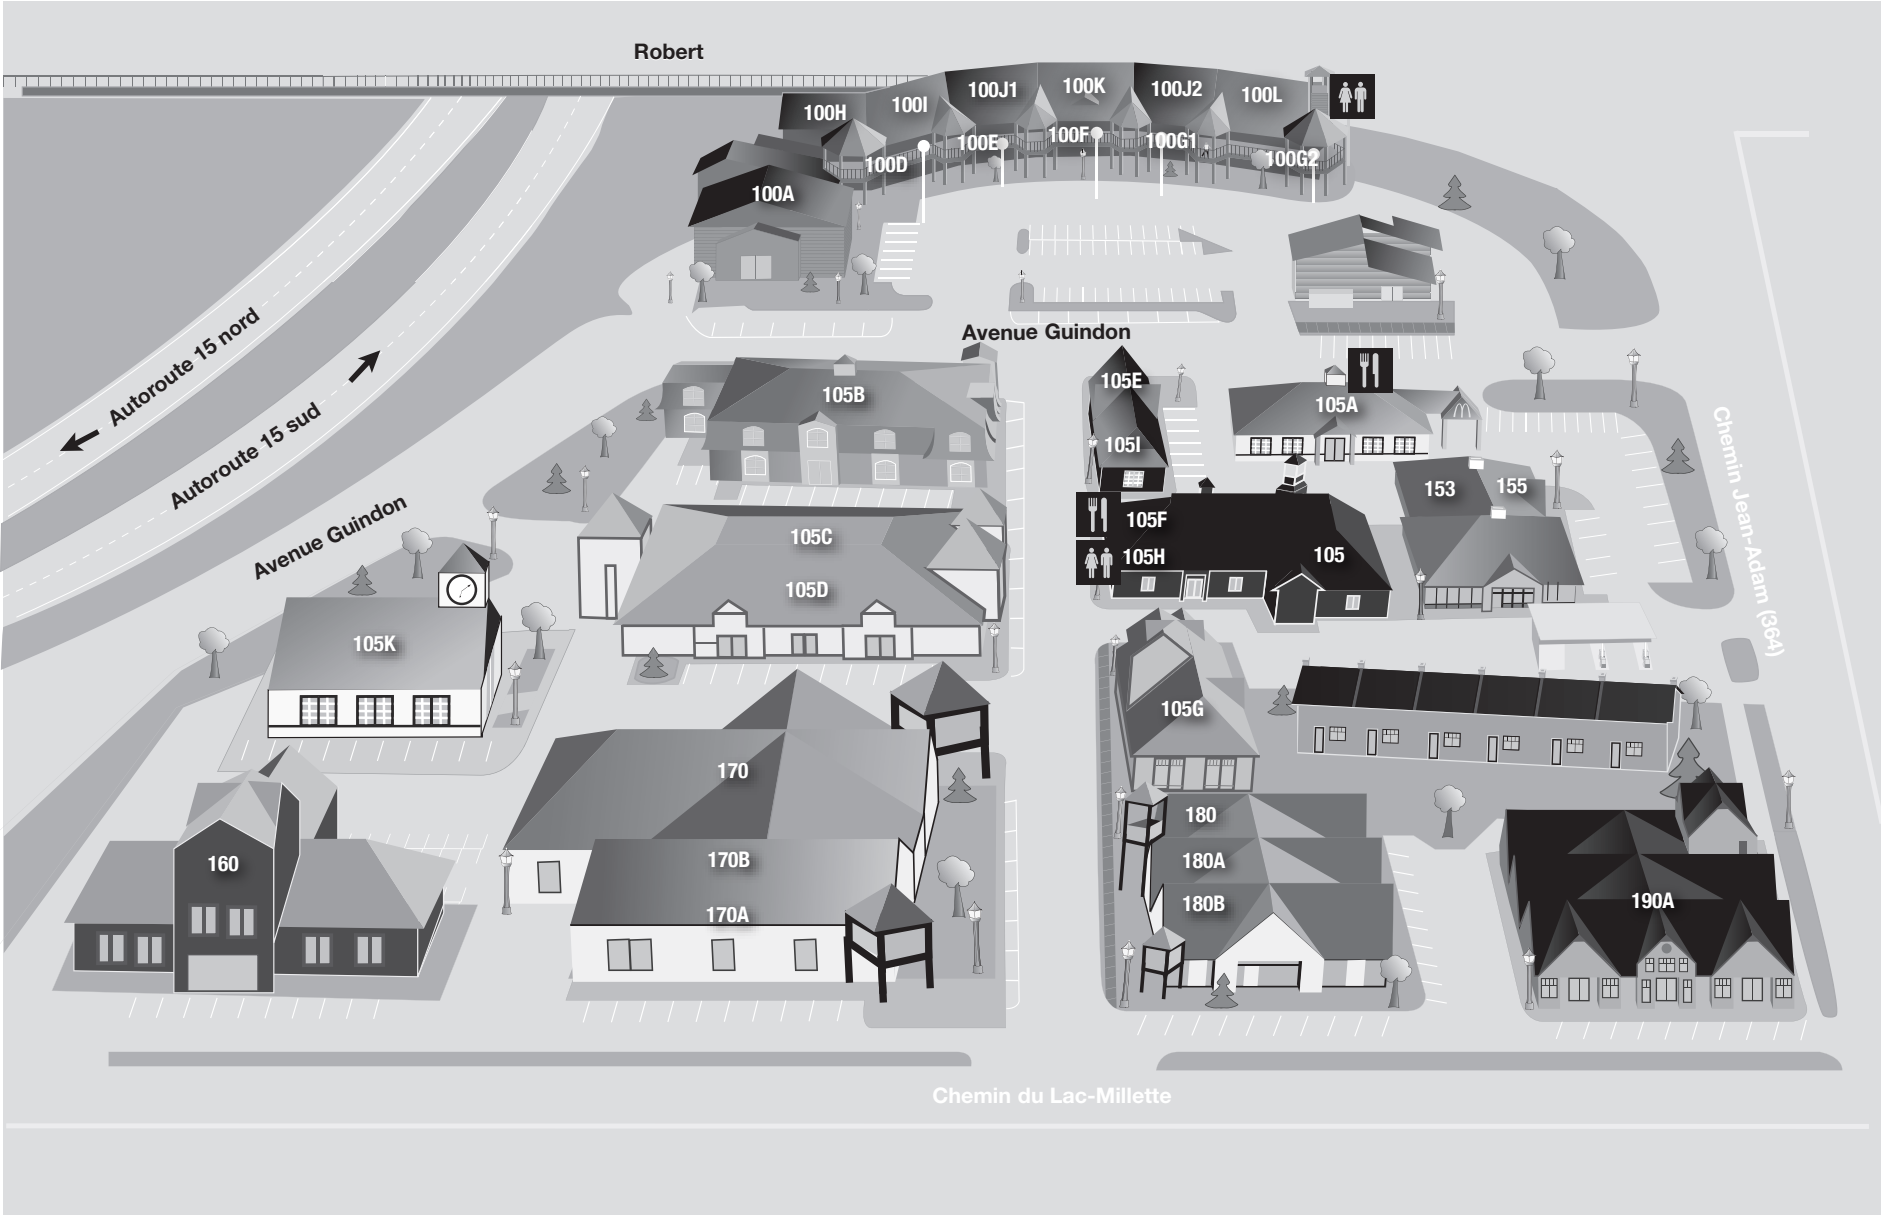 Robert
100H
100I
100J1
100K
100J2
100L
100D
100E
100F
100G1
100G2
100A
Avenue Guindon
Autoroute 15 nord
Autoroute 15 sud
Avenue Guindon
105B
105E
105A
105I
153
155
105F
105C
105H
105
105D
Chemin Jean-Adam (364)
105K
105G
170
180
160
170B
180A
170A
180B
190A
Chemin du Lac-Millette